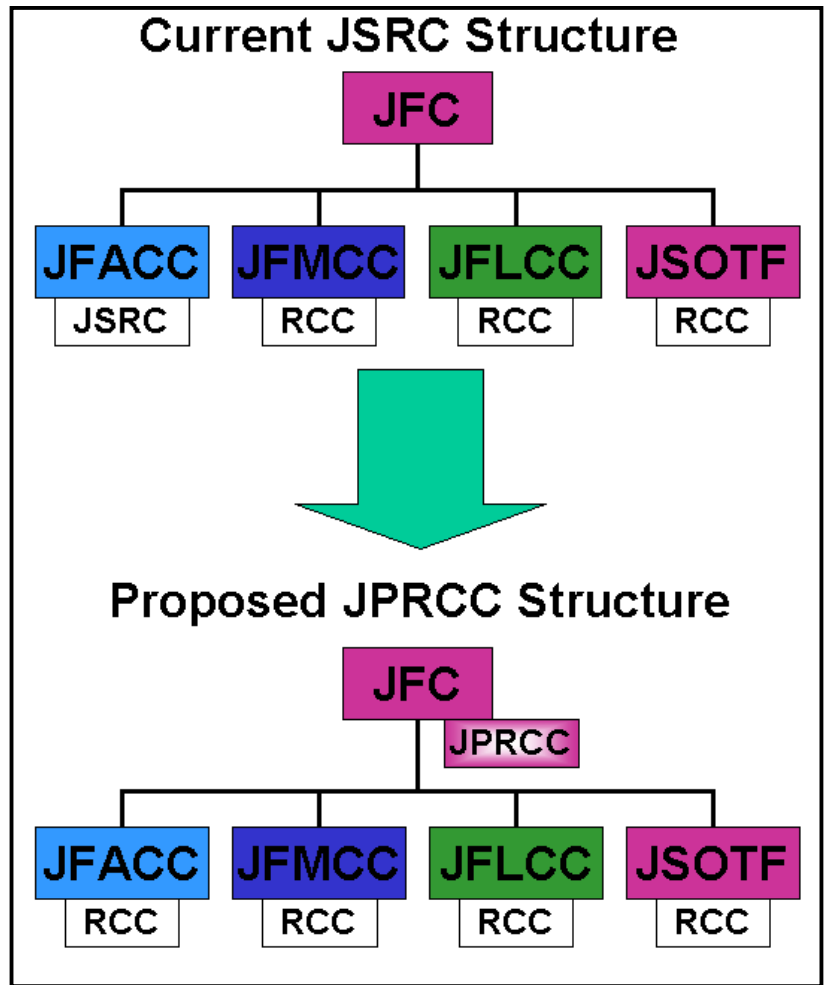 Current JSRC Structure
JFC
JFACC JFMCC JFLCC JSOTF
JSRC RCC RCC RCC
Proposed JPRCC Structure
JFC
JPRCC
JFACC JFMCC JFLCC JSOTF
RCC RCC RCC RCC